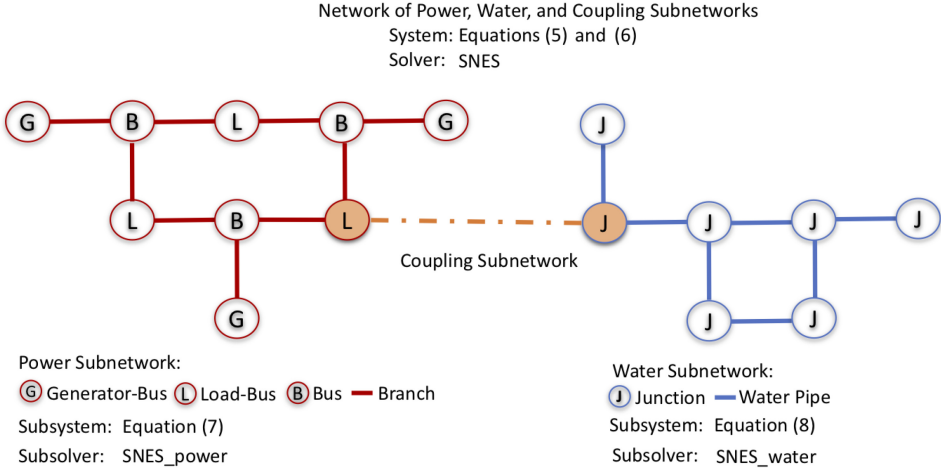 Network of Power, Water, and Coupling Subnetworks
System: Equations (5) and (6)
Solver: SNES
G B L B G
J
L B L
J J J J
Coupling Subnetwork
G
J J
Power Subnetwork:
G Generator-Bus L Load-Bus B Bus Branch
Subsystem: Equation (7)
Subsolver: SNES_power
Water Subnetwork:
J Junction Water Pipe
Subsystem: Equation (8)
Subsolver: SNES_water